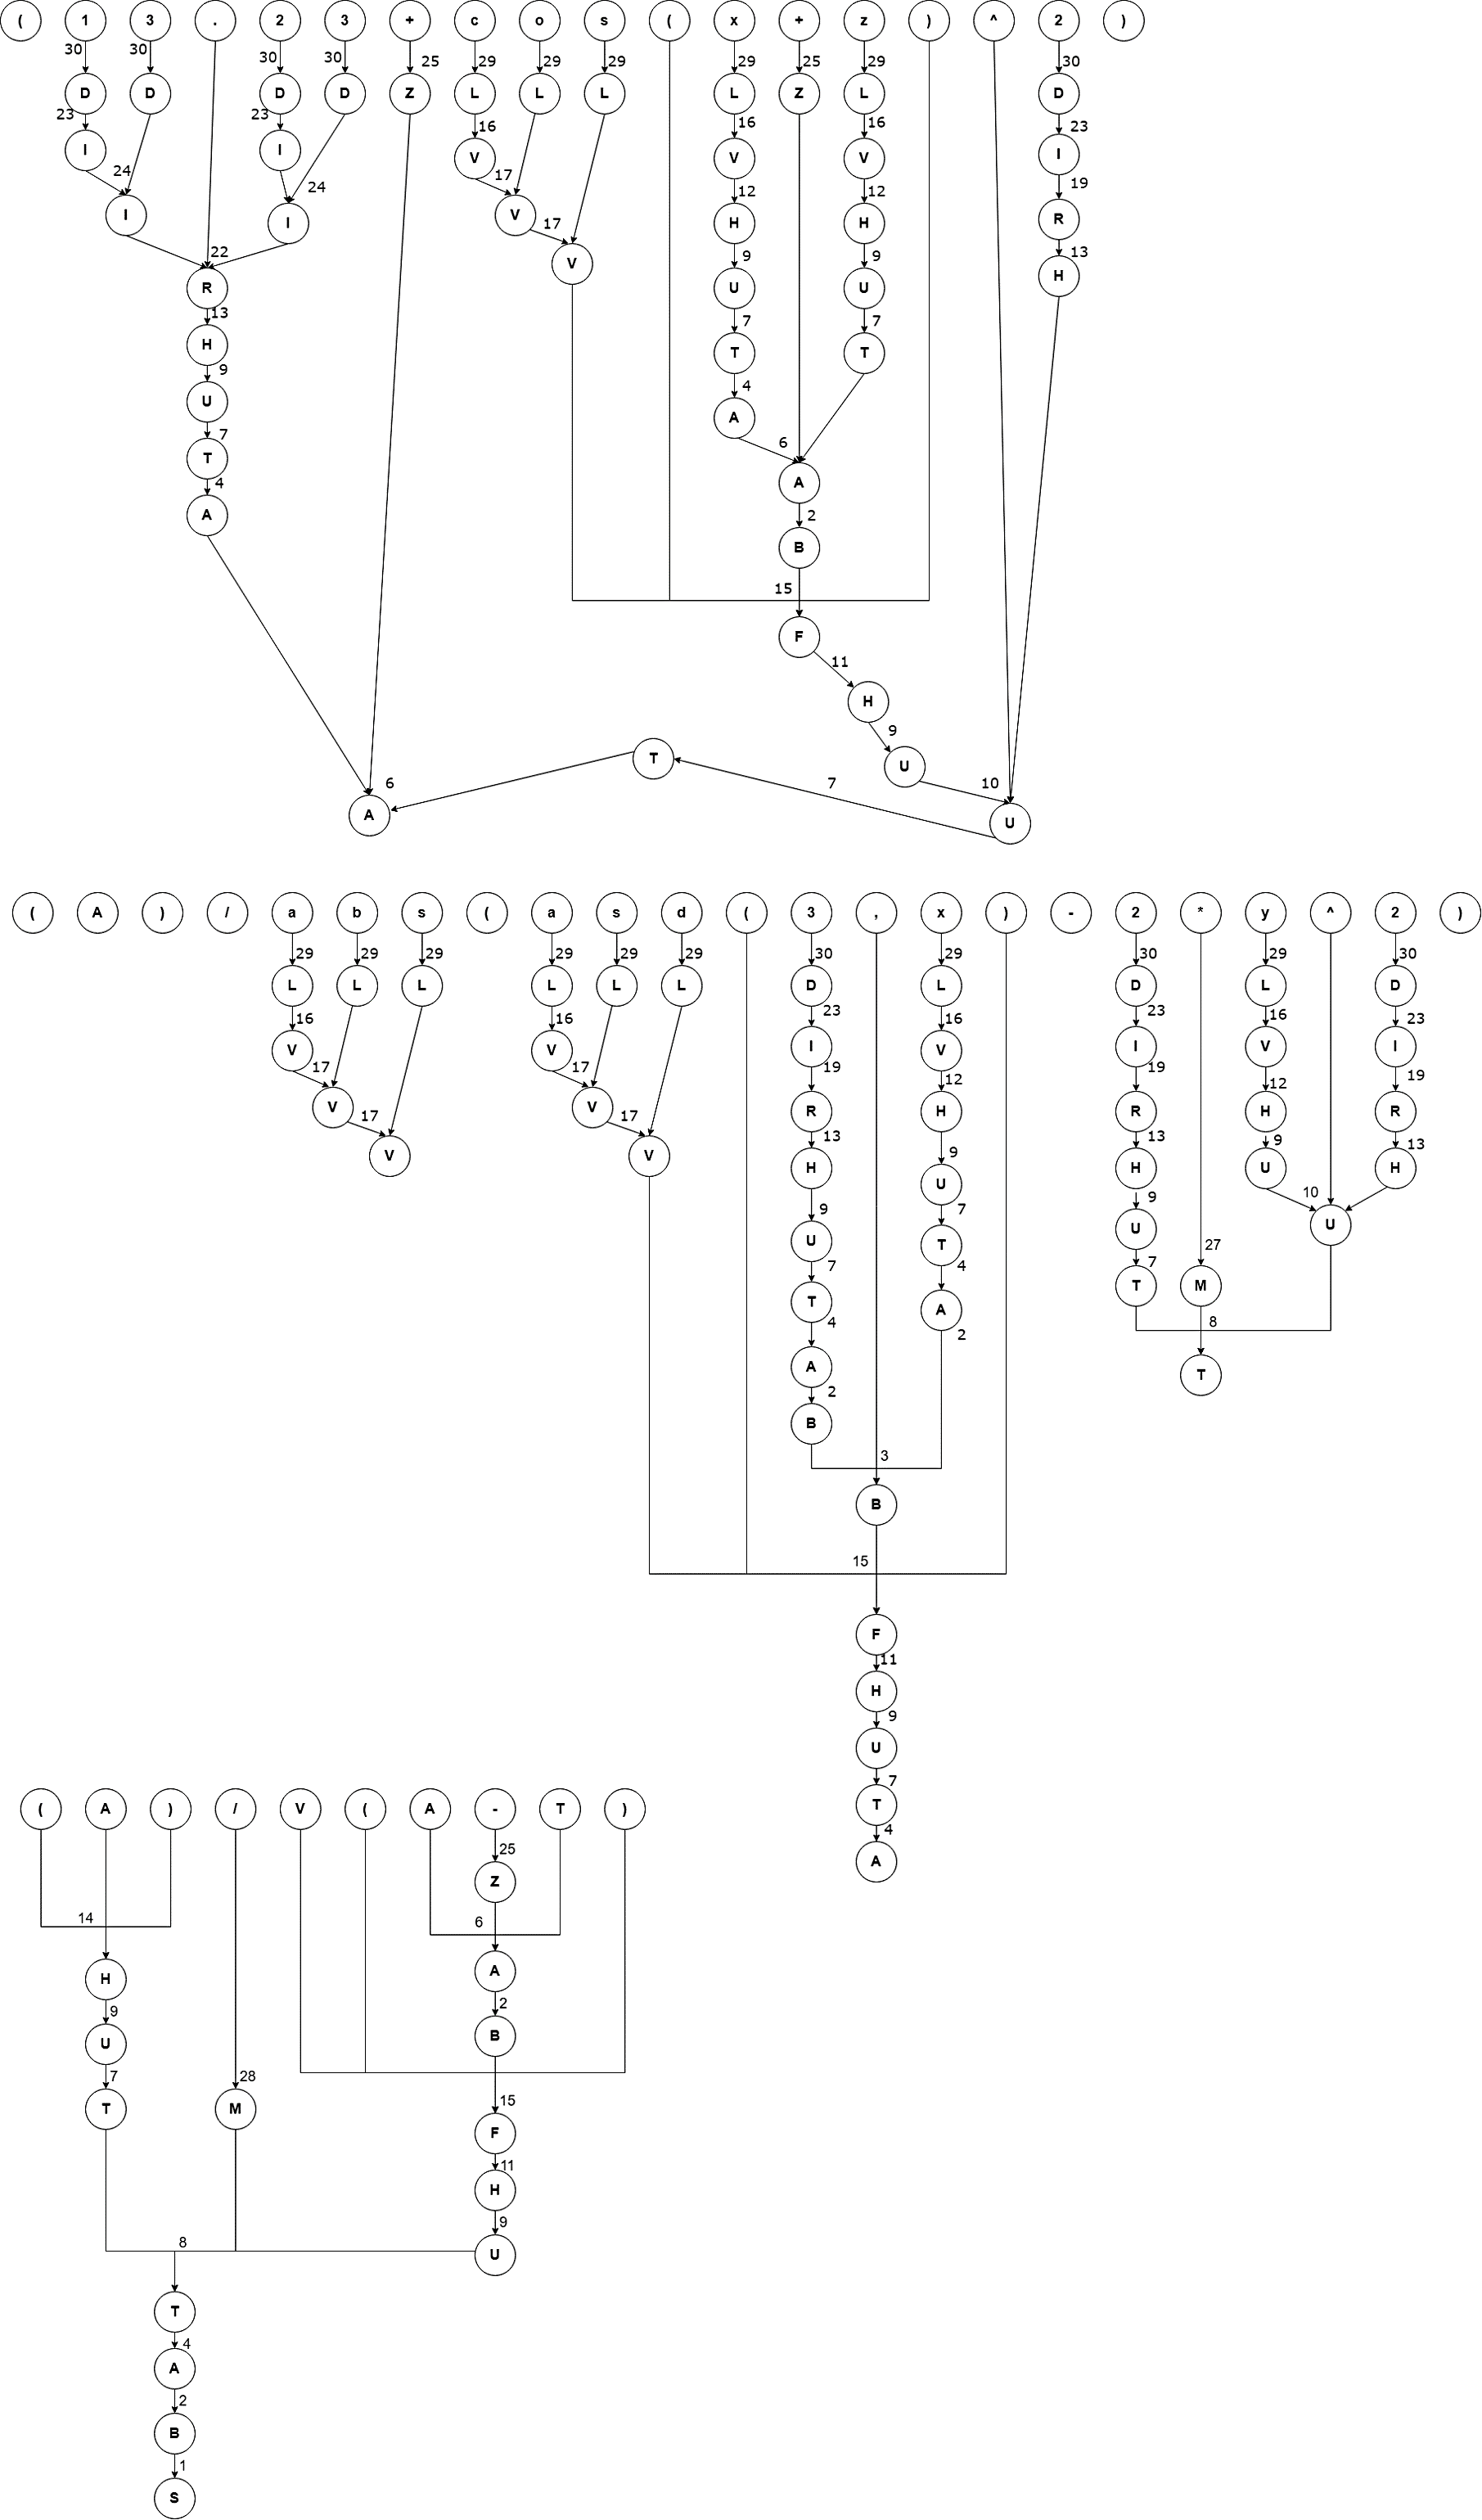 ( 1 3 . 2 3 + c o s ( x + z ) ^ 2 )
30 30 30 30 25 29 29 29 29 25 29 30
D D D D Z L L L L Z L D
23 23 16 16 16 23
I I V V V I
24 24 17 12 12 19
I I V H H R
22 17 9 9 13
R V U U H
13 7 7
H T T
9 4
U A
7 6
T A
4 2
A B
15
F
11
H
9
T U
6 7 10
A U
( A ) / a b s ( a s d ( 3 , x ) - 2 * y ^ 2 )
29 29 29 29 29 29 30 29 30 29 30
L L L L L L D L D L D
16 16 23 16 23 16 23
V V I V I V I
17 17 19 12 19 12 19
V V R H R H R
17 17 13 9 13 9 13
V V H U H U H
9 7 9 10
U T U U
7 4 7 27
T A T M
4 2 8
A T
2
B
3
B
15
F
11
H
9
U
7
T
4
A
( A ) / V ( A - T )
25
Z
14 6
H A
9 2
U B
7 28 15
T M F
11
H
8 9
U
T
4
A
2
B
1
S